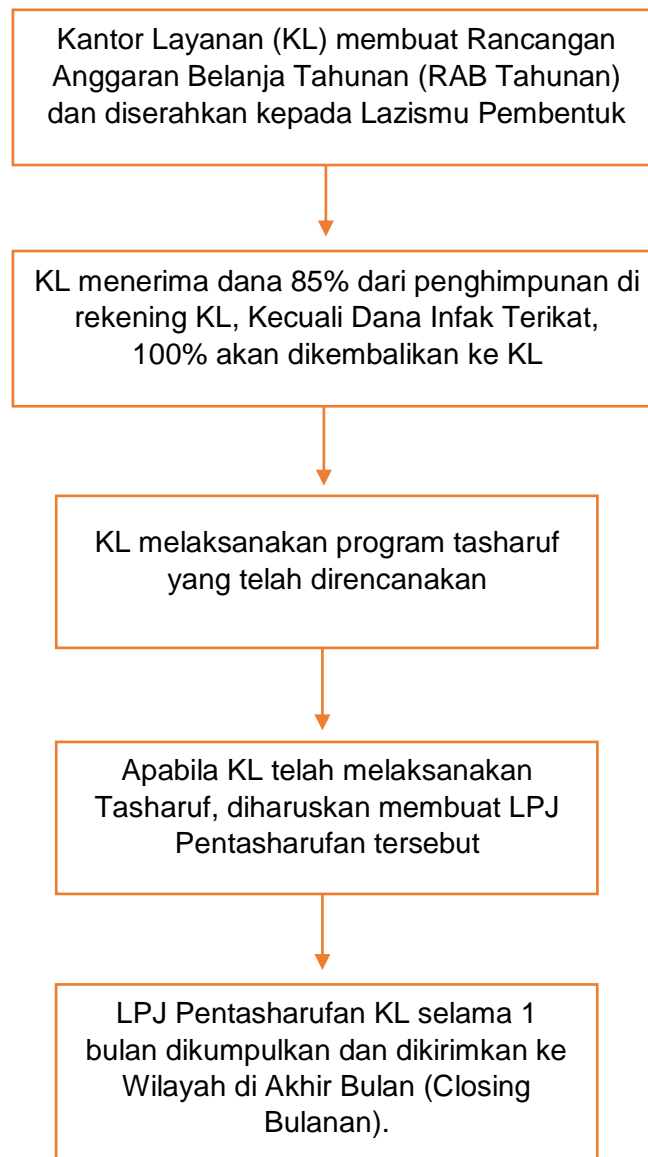 Kantor Layanan (KL) membuat Rancangan
Anggaran Belanja Tahunan (RAB Tahunan)
dan diserahkan kepada Lazismu Pembentuk
KL menerima dana 85% dari penghimpunan di
rekening KL, Kecuali Dana Infak Terikat,
100% akan dikembalikan ke KL
KL melaksanakan program tasharuf
yang telah direncanakan
Apabila KL telah melaksanakan
Tasharuf, diharuskan membuat LPJ
Pentasharufan tersebut
LPJ Pentasharufan KL selama 1
bulan dikumpulkan dan dikirimkan ke
Wilayah di Akhir Bulan (Closing
Bulanan).